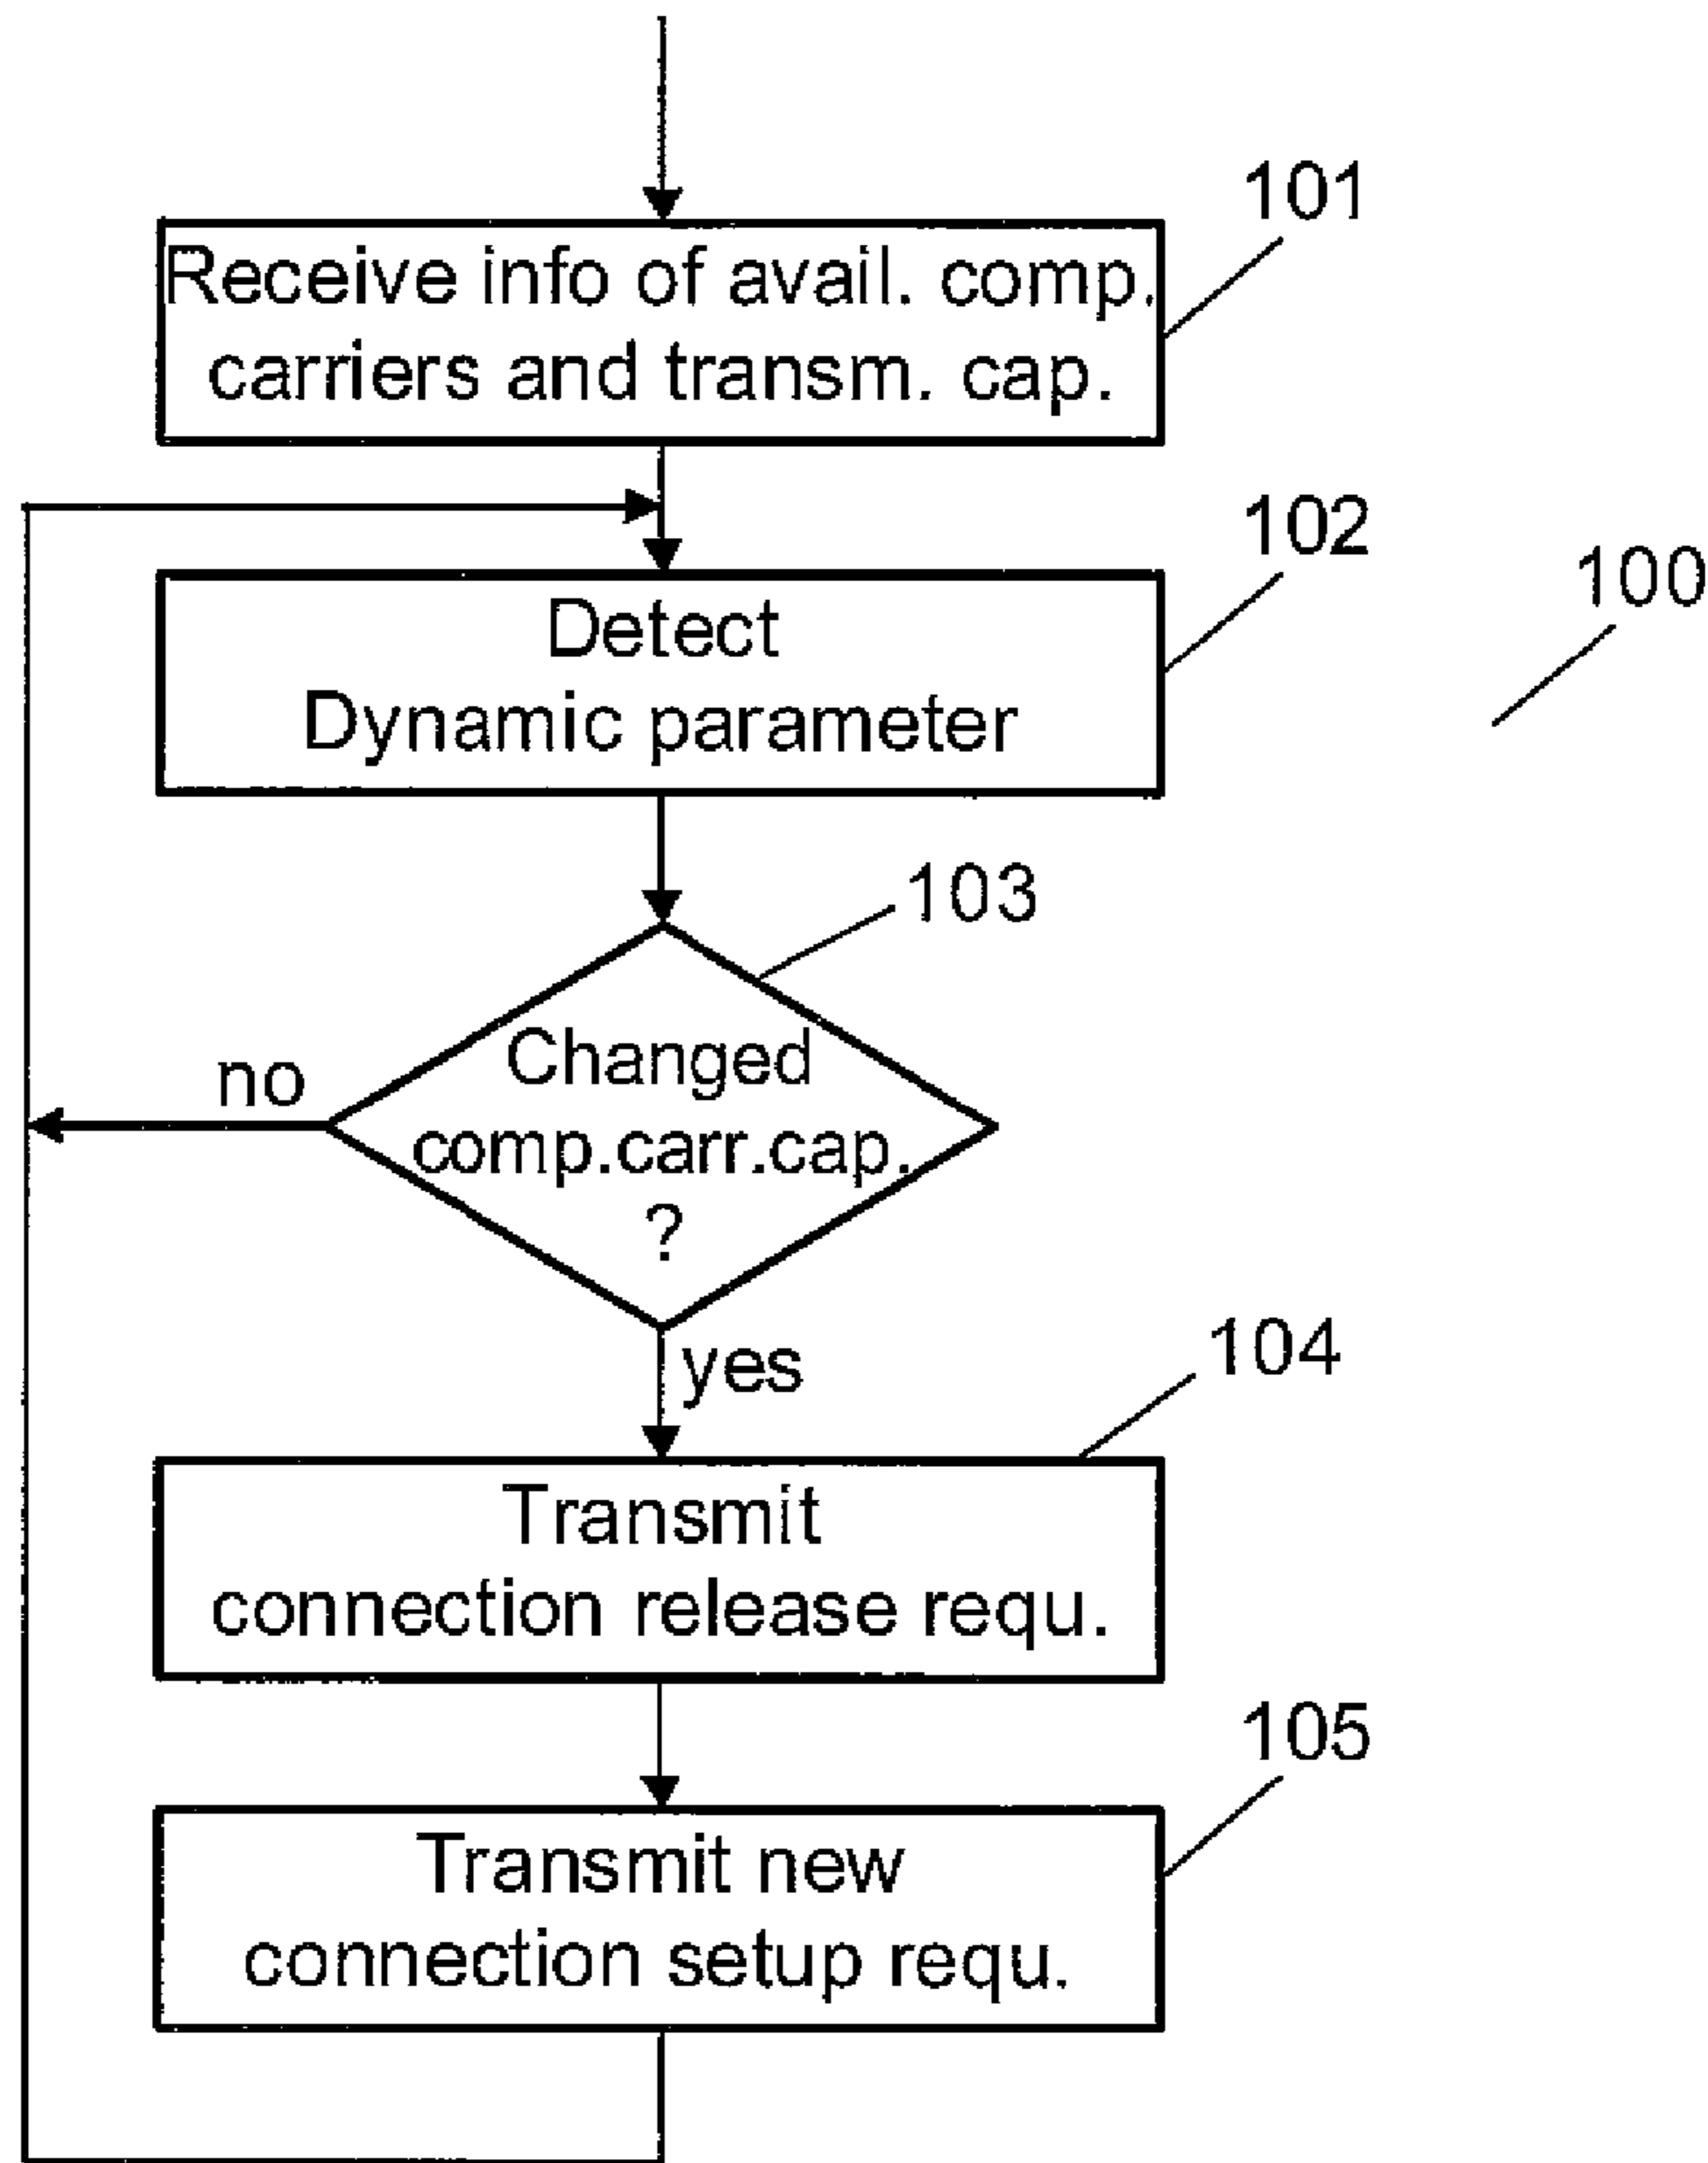 101
Receive info of avail. comp.
carriers and transm. cap.
102
100
Detect
Dynamic parameter
103
Changed
comp.carr.cap.
?
no
yes
104
Transmit
connection release requ.
105
Transmit new
connection setup requ.